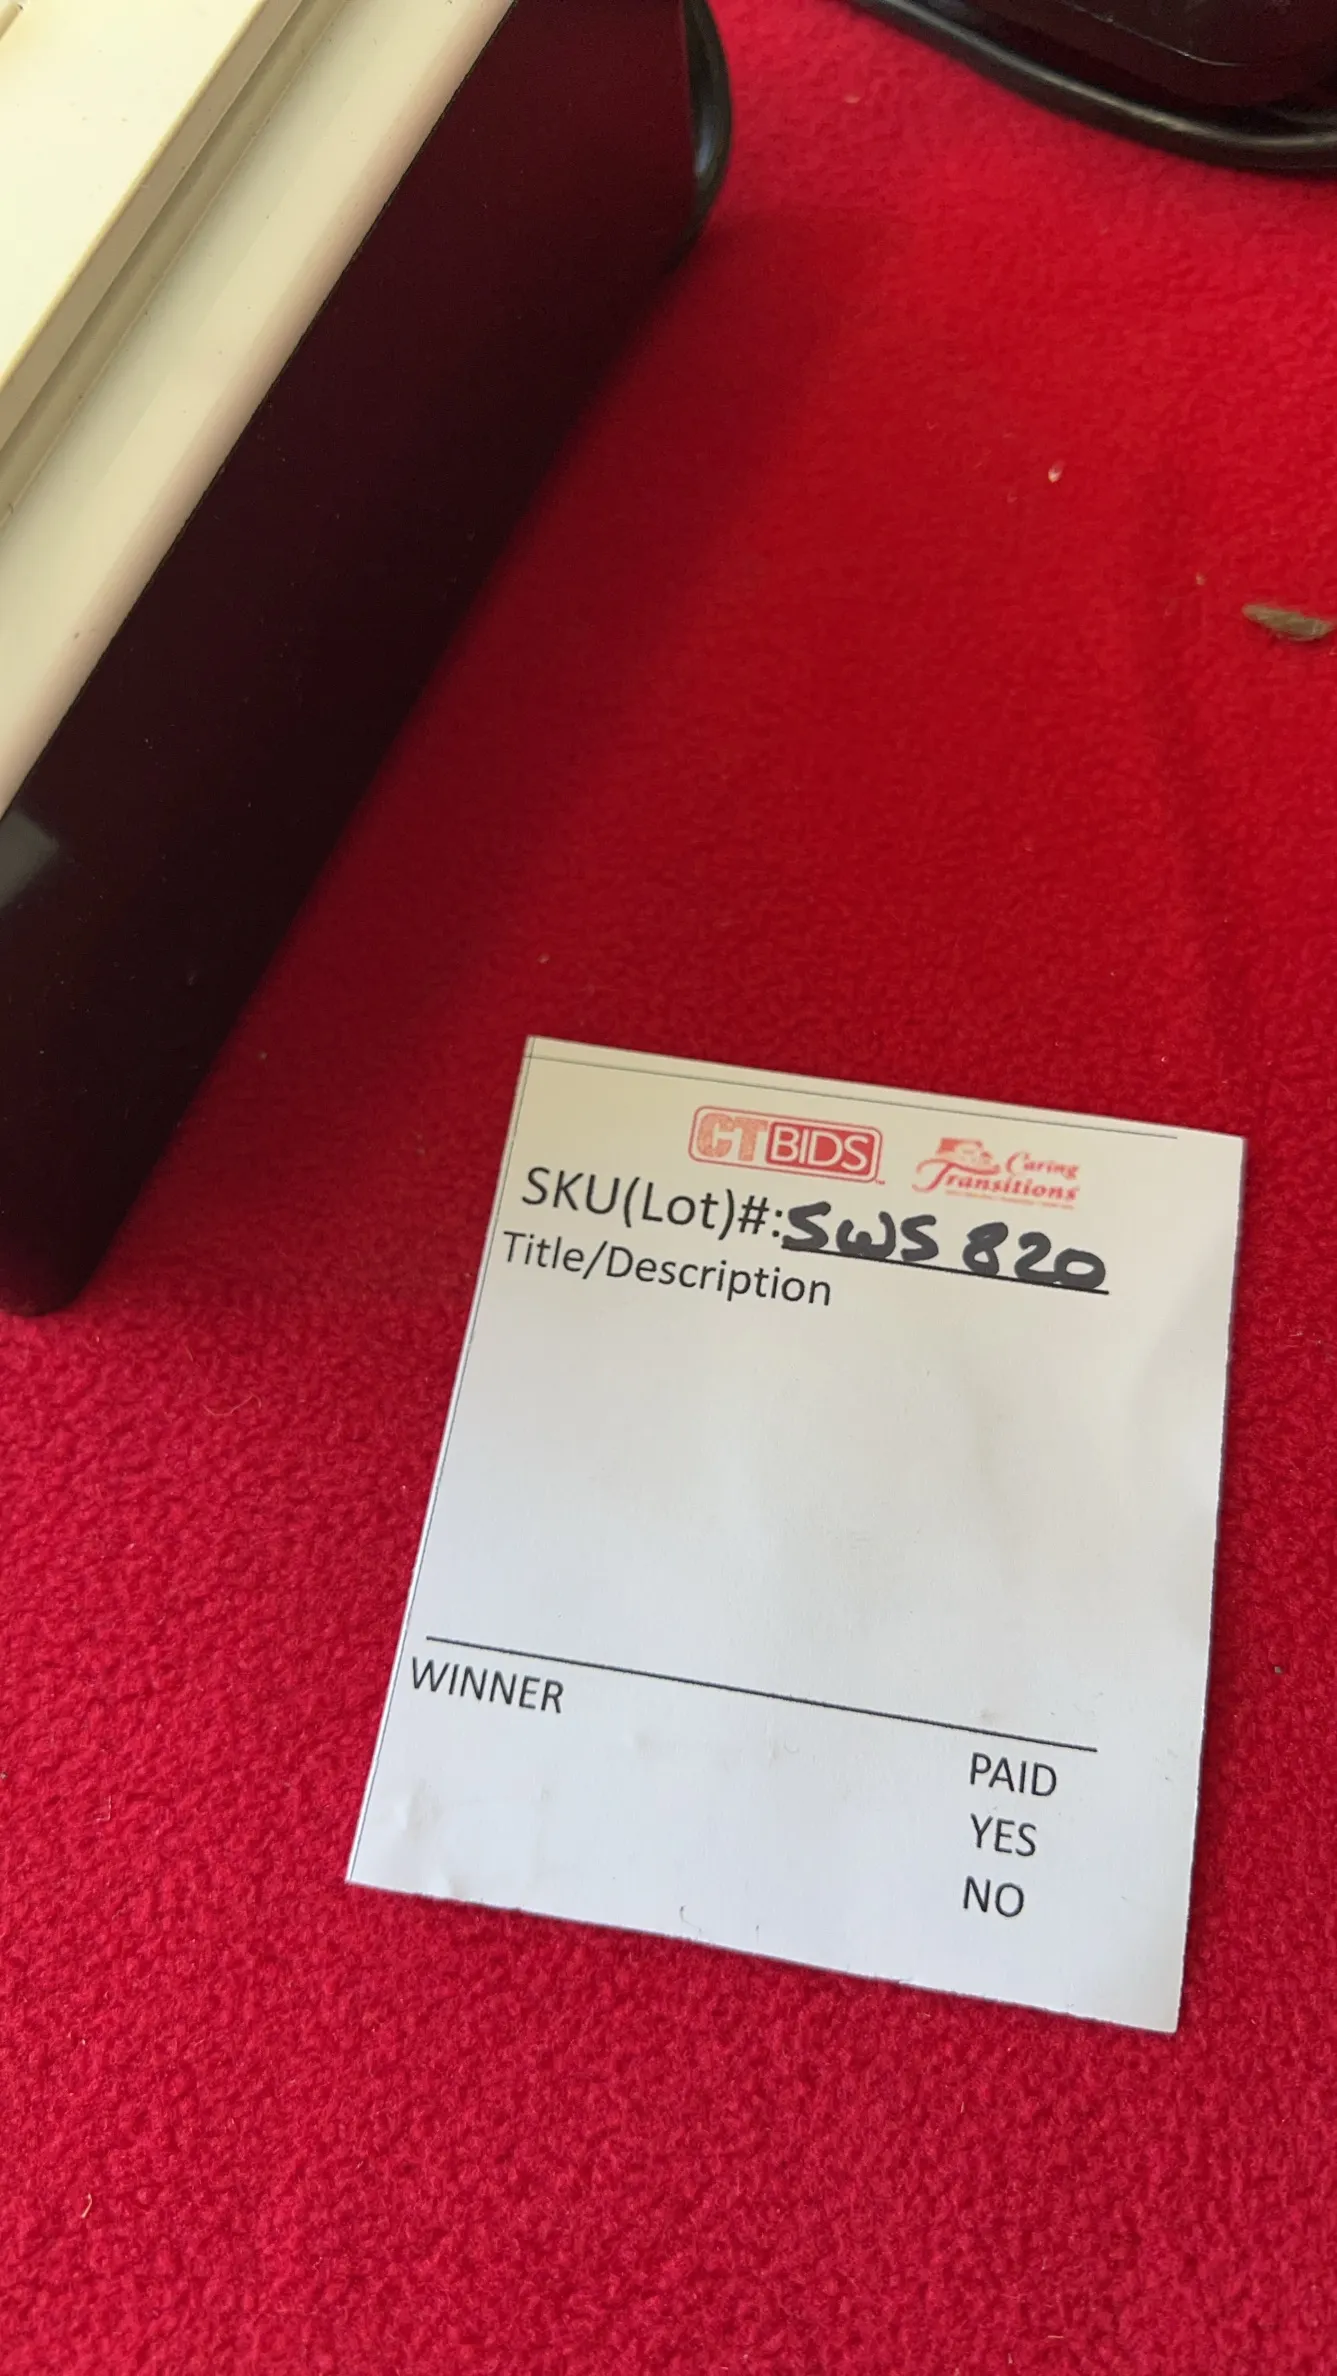 CTBIDS
Caring
Transitions
SKU(Lot)#: SWS 820
Title/Description
WINNER
PAID
YES
NO